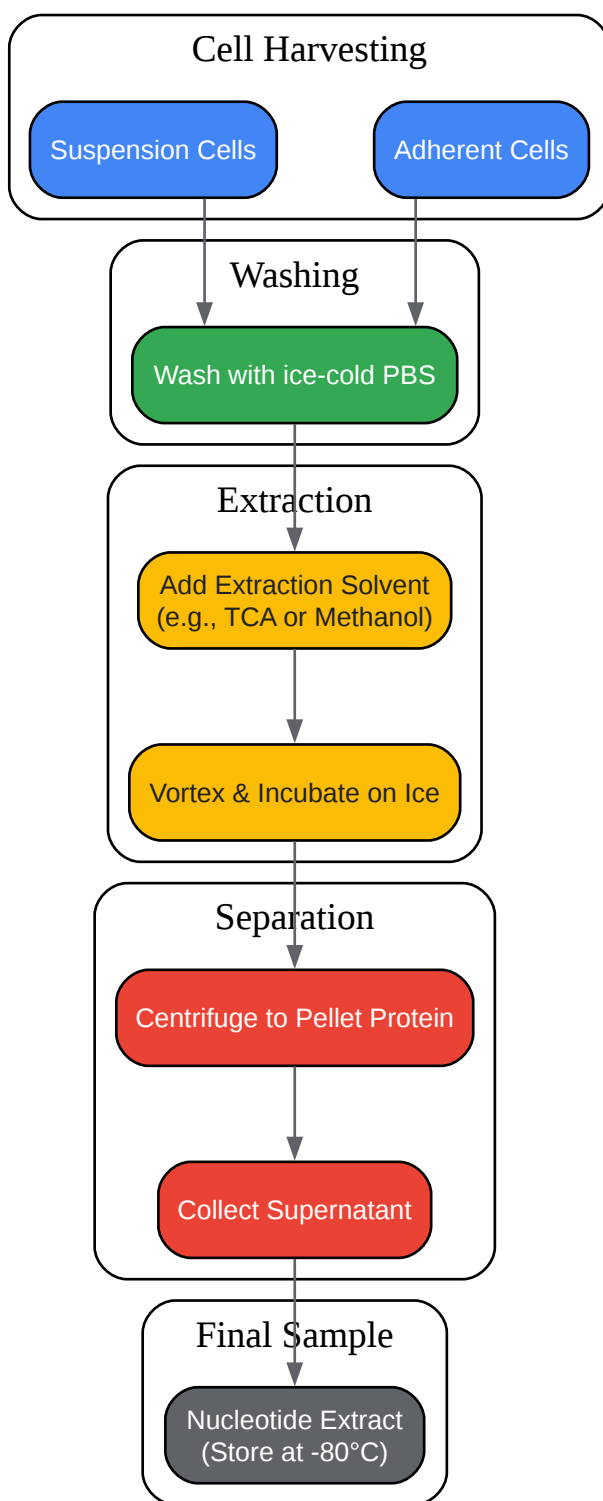 Cell Harvesting
Suspension Cells
Adherent Cells
Washing
Wash with ice-cold PBS
Extraction
Add Extraction Solvent
(e.g., TCA or Methanol)
Vortex & Incubate on Ice
Separation
Centrifuge to Pellet Protein
Collect Supernatant
Final Sample
Nucleotide Extract
(Store at -80°C)